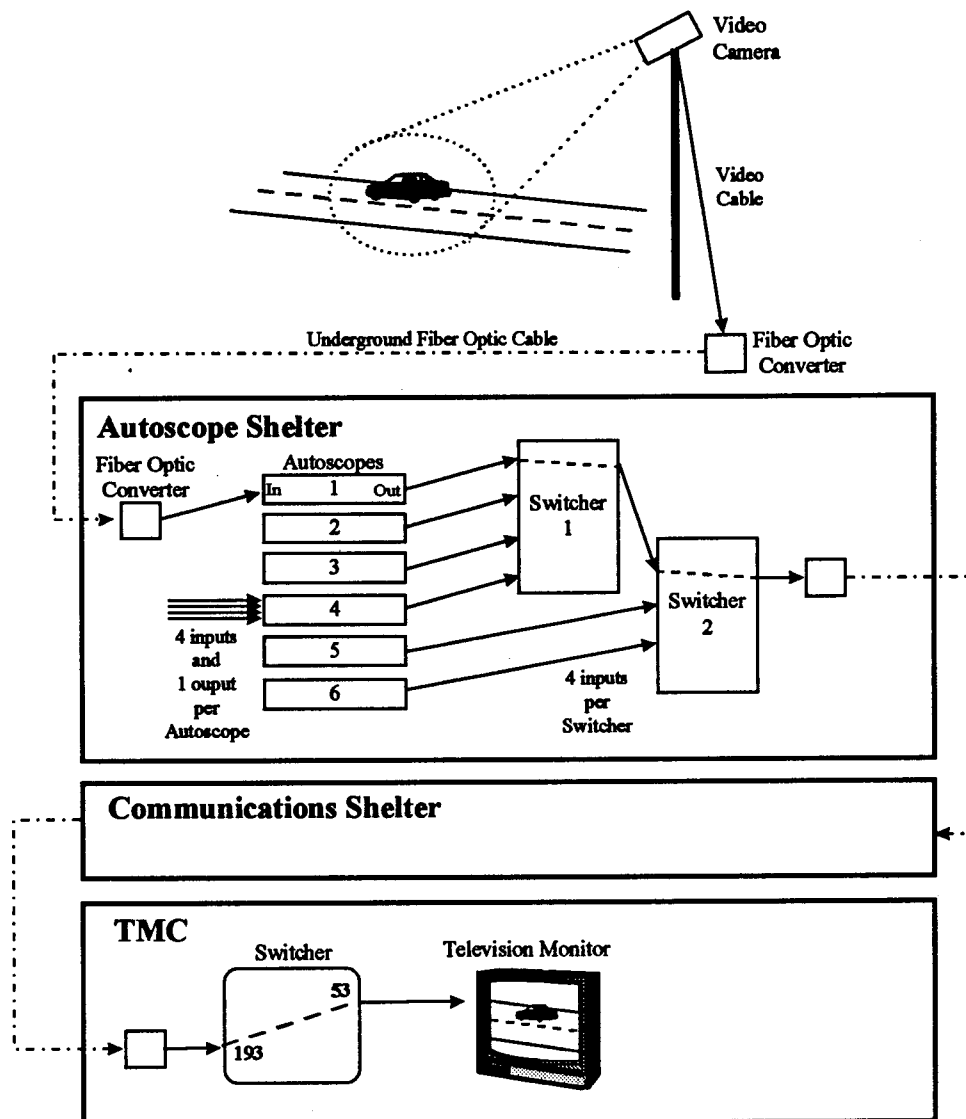 Video
Camera
Video
Cable
Underground Fiber Optic Cable
Fiber Optic
Converter
Autoscope Shelter
Fiber Optic
Converter
Autoscopes
In 1 Out
2
3
4
5
6
4 inputs
and
1 ouput
per
Autoscope
Switcher
1
Switcher
2
4 inputs
per
Switcher
Communications Shelter
TMC
Switcher
53
193
Television Monitor